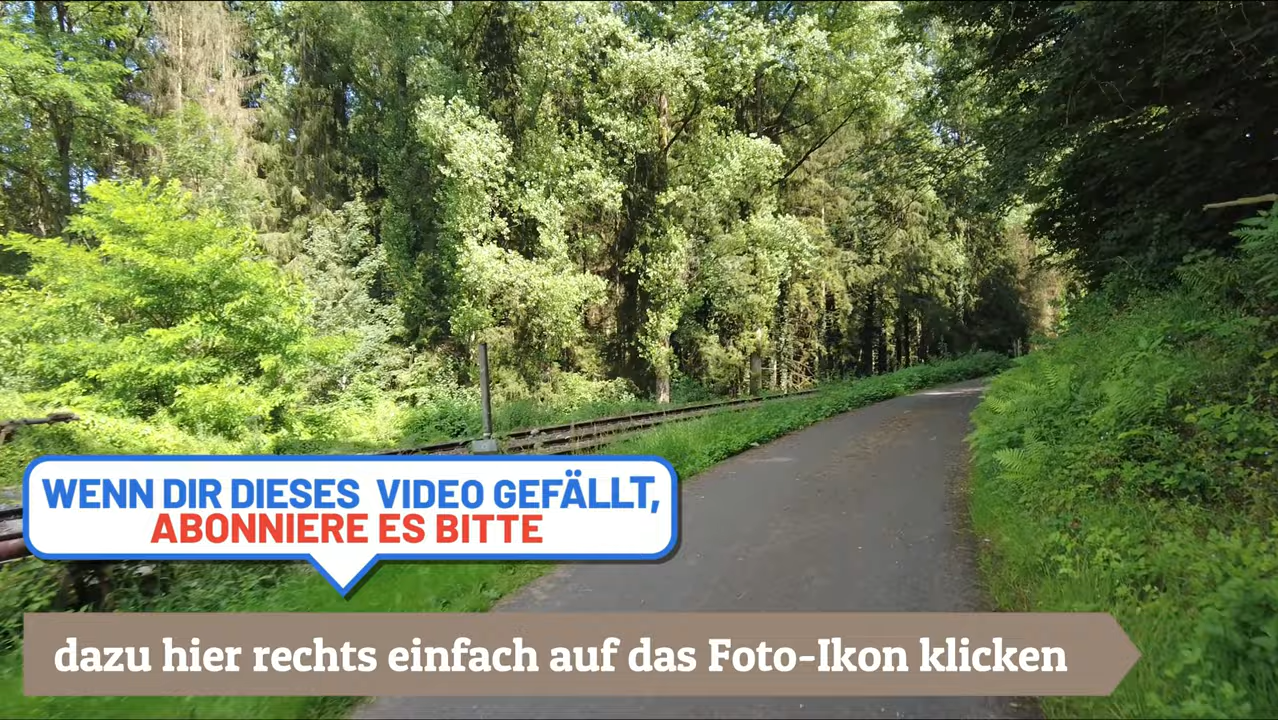 WENN DIR DIESES VIDEO GEFÄLLT,
ABONNIERE ES BITTE
dazu hier rechts einfach auf das Foto-Ikon klicken